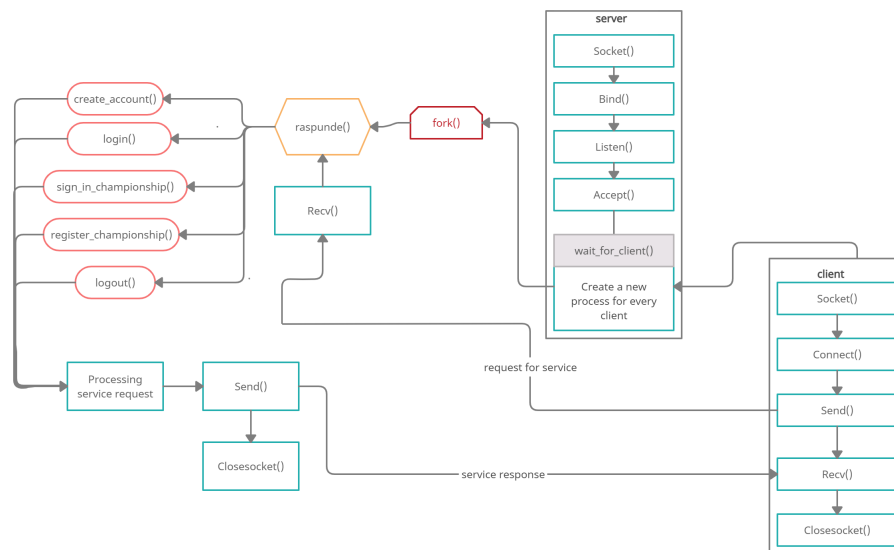 server
Socket()
Bind()
Listen()
Accept()
wait_for_client()
Create a new
process for every
client
fork()
raspunde()
Recv()
create_account()
login()
sign_in_championship()
register_championship()
logout()
Processing
service request
Send()
Closesocket()
request for service
service response
client
Socket()
Connect()
Send()
Recv()
Closesocket()